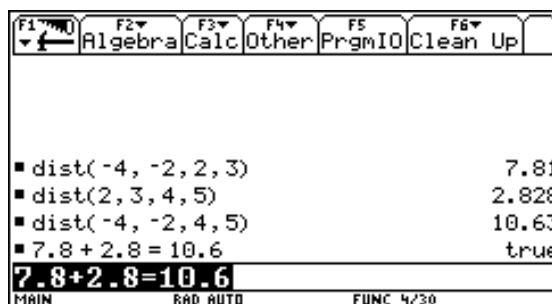 F1 F2 F3 F4 F5 F6
Algebra Calc Other PrgmIO Clean Up
dist(-4, -2, 2, 3) 7.81
dist(2, 3, 4, 5) 2.828
dist(-4, -2, 4, 5) 10.63
7.8 + 2.8 = 10.6 true
7.8+2.8=10.6
MAIN RAD AUTO FUNC 4/30